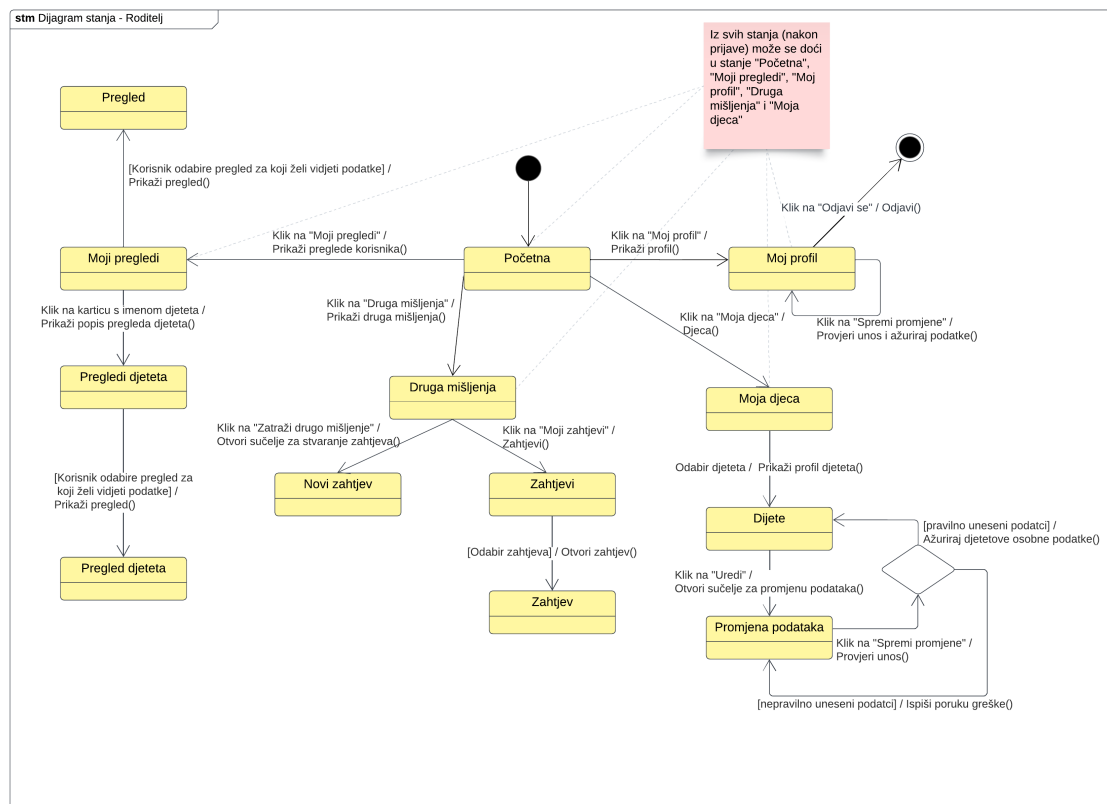 stm Dijagram stanja - Roditelj
Iz svih stanja (nakon
prijave) može se doći
u stanje "Početna",
"Moji pregledi", "Moj
profil", "Druga
mišljenja" i "Moja
djeca"
Pregled
[Korisnik odabire pregled za koji želi vidjeti podatke] /
Prikaži pregled()
Klik na "Odjavi se" / Odjavi()
Klik na "Moji pregledi" /
Prikaži preglede korisnika()
Klik na "Moj profil" /
Prikaži profil()
Moji pregledi
Početna
Moj profil
Klik na karticu s imenom djeteta /
Prikaži popis pregleda djeteta()
Klik na "Druga mišljenja" /
Prikaži druga mišljenja()
Klik na "Moja djeca" /
Djeca()
Klik na "Spremi promjene" /
Provjeri unos i ažuriraj podatke()
Pregledi djeteta
Druga mišljenja
Moja djeca
Klik na "Zatraži drugo mišljenje" /
Otvori sučelje za stvaranje zahtjeva()
Klik na "Moji zahtjevi" /
Zahtjevi()
Odabir djeteta / Prikaži profil djeteta()
[Korisnik odabire pregled za
koji želi vidjeti podatke] /
Prikaži pregled()
Novi zahtjev
Zahtjevi
Dijete
[pravilno uneseni podatci] /
Ažuriraj djetetove osobne podatke()
[Odabir zahtjeva] / Otvori zahtjev()
Pregled djeteta
Klik na "Uredi" /
Otvori sučelje za promjenu podataka()
Zahtjev
Promjena podataka
Klik na "Spremi promjene" /
Provjeri unos()
[nepravilno uneseni podatci] / Ispiši poruku greške()